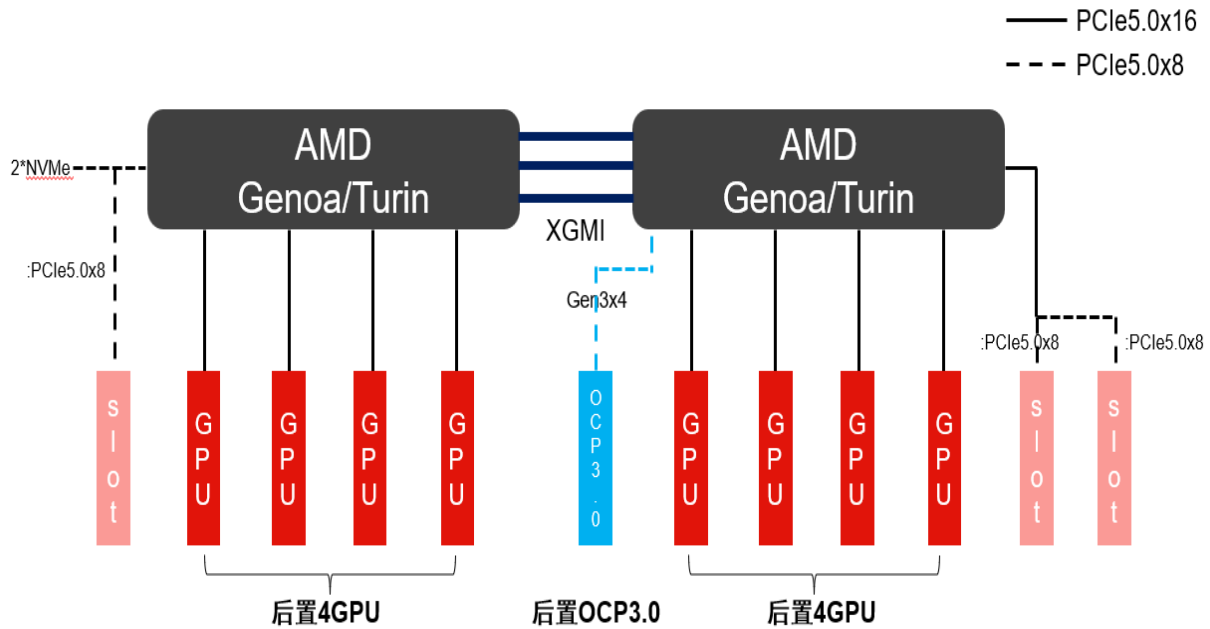 PCIe5.0x16
PCIe5.0x8
AMD
Genoa/Turin
AMD
Genoa/Turin
2*NVMe
XGMI
:PCIe5.0x8
Gen3x4
:PCIe5.0x8
:PCIe5.0x8
slot
GPU
GPU
GPU
GPU
OCP3.0
GPU
GPU
GPU
GPU
slot
slot
后置4GPU
后置OCP3.0
后置4GPU